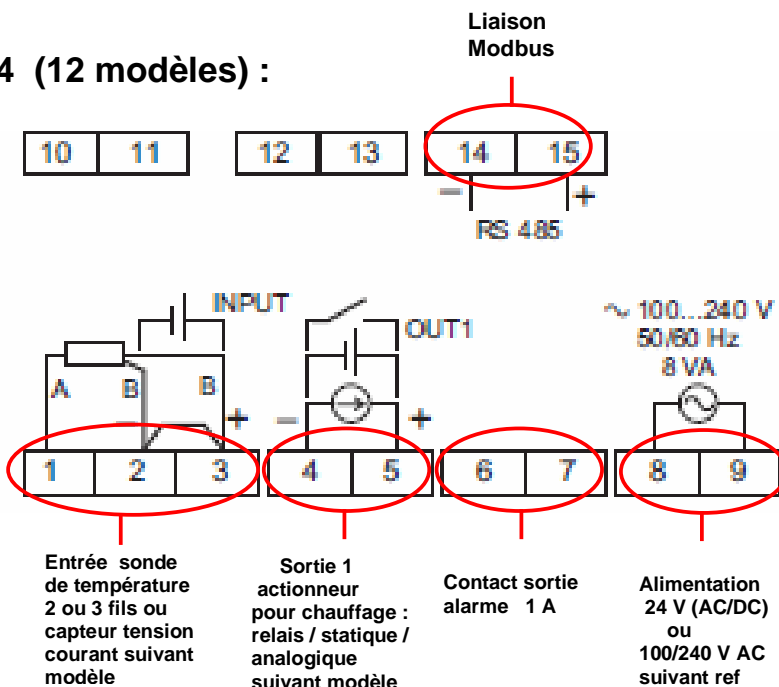 Liaison
Modbus
4 (12 modèles) :
10 11 12 13 14 15
− +
RS 485
INPUT
OUT1
~ 100...240 V
50/60 Hz
8 VA
A B B
− + − +
1 2 3 4 5 6 7 8 9
Entrée sonde
de température
2 ou 3 fils ou
capteur tension
courant suivant
modèle
Sortie 1
actionneur
pour chauffage :
relais / statique /
analogique
suivant modèle
Contact sortie
alarme 1 A
Alimentation
24 V (AC/DC)
ou
100/240 V AC
suivant ref